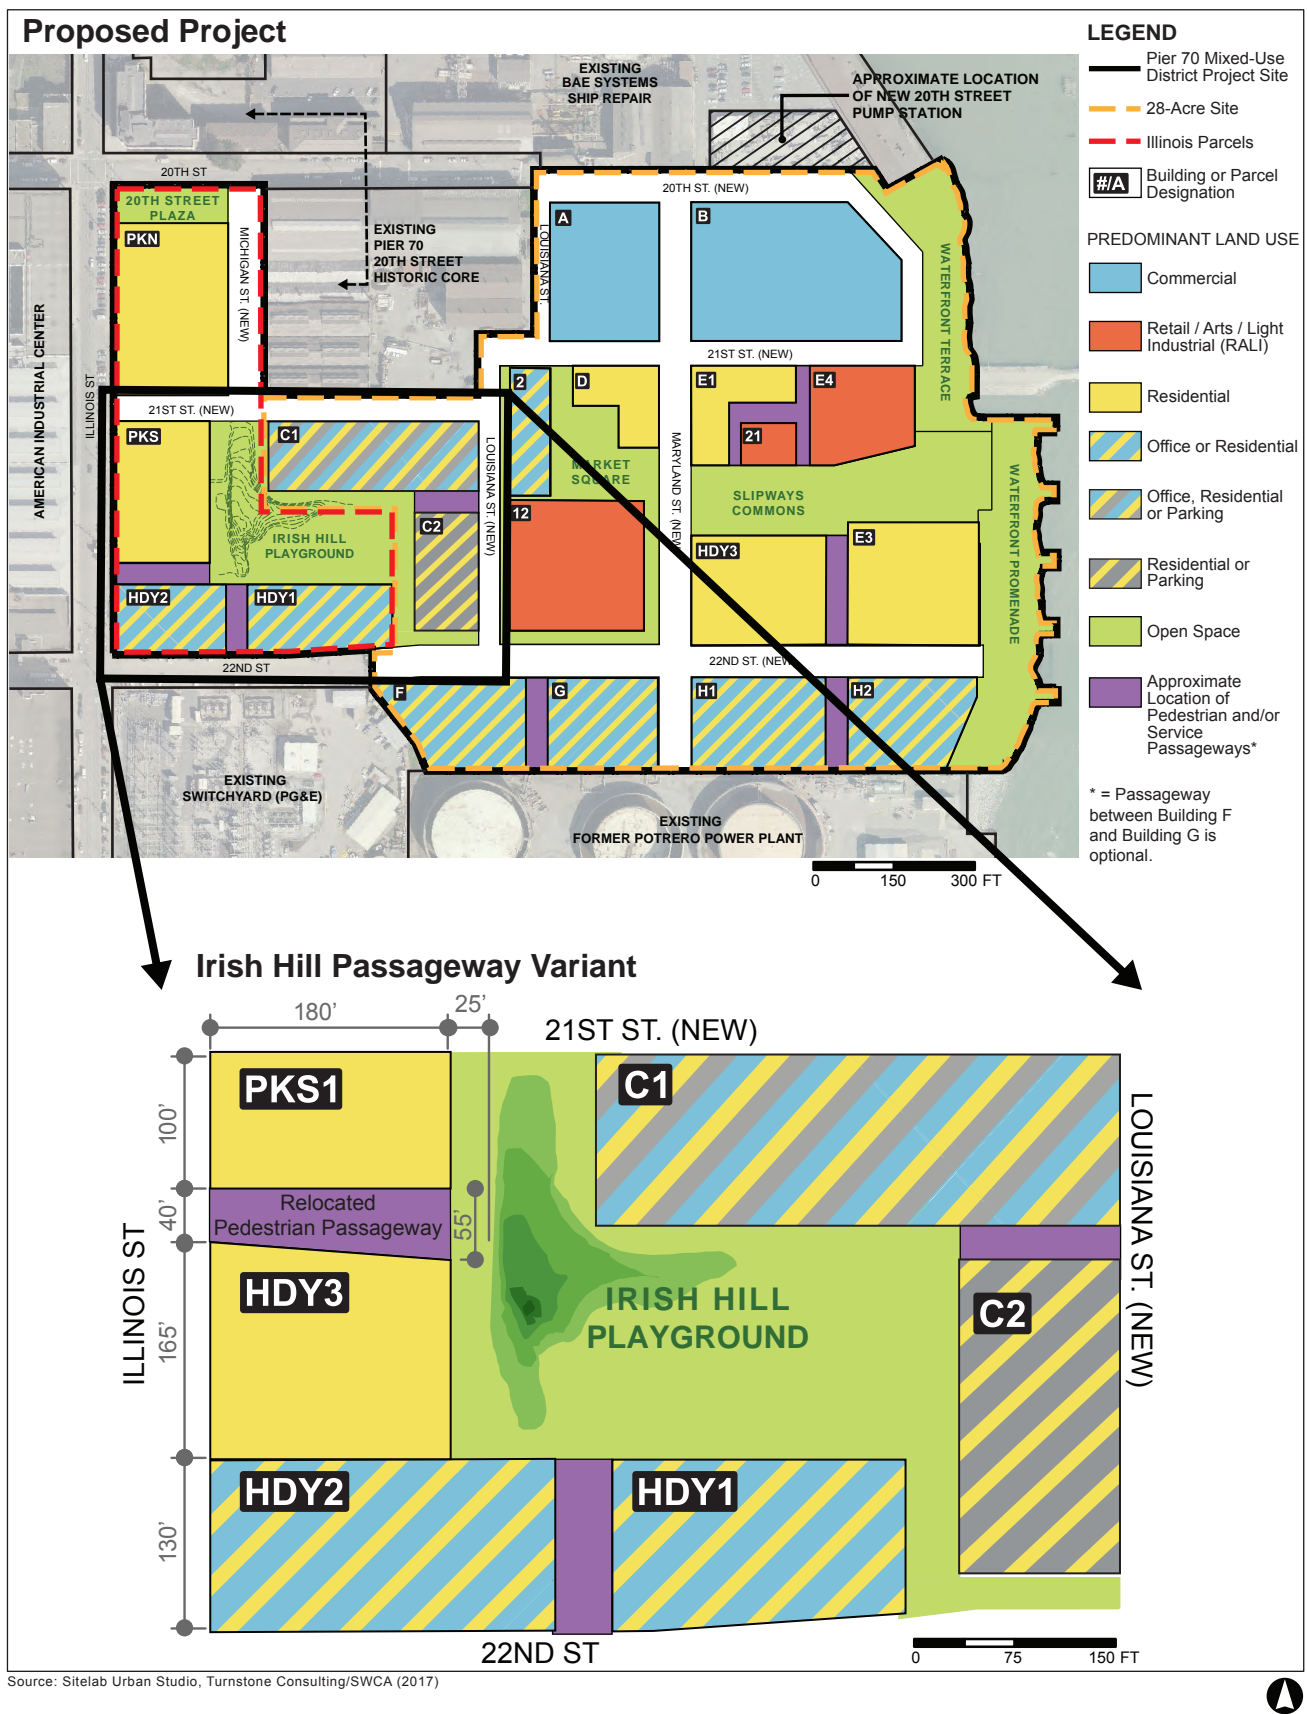 Proposed Project
EXISTING
BAE SYSTEMS
SHIP REPAIR
APPROXIMATE LOCATION
OF NEW 20TH STREET
PUMP STATION
20TH ST
20TH STREET
PLAZA
PKN
MICHIGAN ST. (NEW)
EXISTING
PIER 70
20TH STREET
HISTORIC CORE
20TH ST. (NEW)
A
B
LOUISIANA ST.
WATERFRONT TERRACE
AMERICAN INDUSTRIAL CENTER
ILLINOIS ST
21ST ST. (NEW)
21ST ST. (NEW)
2
D
E1
E4
PKS
C1
21
LOUISIANA ST. (NEW)
MARKET
SQUARE
MARYLAND ST. (NEW)
SLIPWAYS
COMMONS
WATERFRONT PROMENADE
12
C2
IRISH HILL
PLAYGROUND
HDY3
E3
HDY2
HDY1
22ND ST
22ND ST. (NEW)
F
G
H1
H2
EXISTING
SWITCHYARD (PG&E)
EXISTING
FORMER POTRERO POWER PLANT
0 150 300 FT
LEGEND
Pier 70 Mixed-Use
District Project Site
28-Acre Site
Illinois Parcels
#/A
Building or Parcel
Designation
PREDOMINANT LAND USE
Commercial
Retail / Arts / Light
Industrial (RALI)
Residential
Office or Residential
Office, Residential
or Parking
Residential or
Parking
Open Space
Approximate
Location of
Pedestrian and/or
Service
Passageways*
* = Passageway
between Building F
and Building G is
optional.
Irish Hill Passageway Variant
180’
25’
21ST ST. (NEW)
PKS1
C1
100’
40’
Relocated
Pedestrian Passageway
55’
LOUISIANA ST. (NEW)
ILLINOIS ST
HDY3
165’
IRISH HILL
PLAYGROUND
C2
HDY2
HDY1
130’
22ND ST
0 75 150 FT
Source: Sitelab Urban Studio, Turnstone Consulting/SWCA (2017)